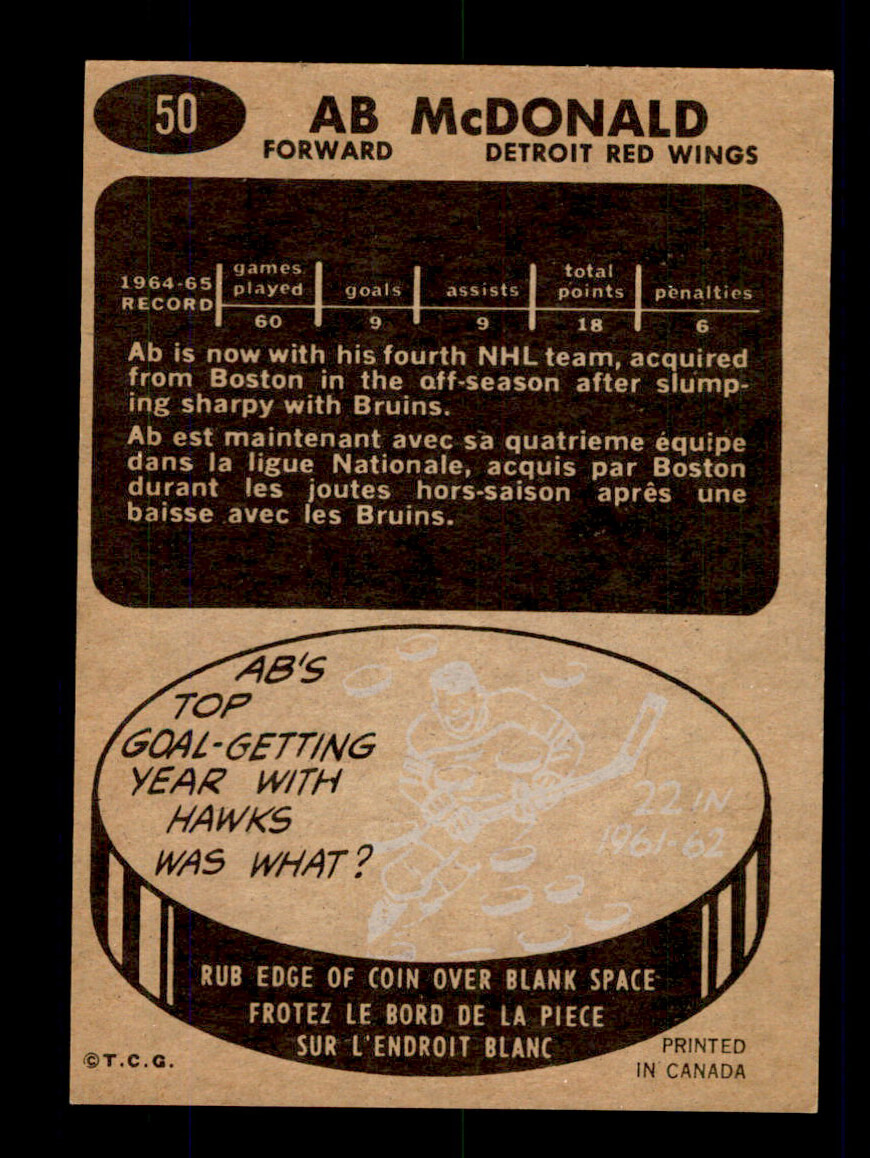 50
AB McDONALD
FORWARD DETROIT RED WINGS
1964-65 RECORD
games played goals assists total points penalties
60 9 9 18 6
Ab is now with his fourth NHL team, acquired
from Boston in the off-season after slump-
ing sharpy with Bruins.
Ab est maintenant avec sa quatrieme équipe
dans la ligue Nationale, acquis par Boston
durant les joutes hors-saison après une
baisse avec les Bruins.
AB'S
TOP
GOAL-GETTING
YEAR WITH
HAWKS
WAS WHAT?
22 IN
1961-62
RUB EDGE OF COIN OVER BLANK SPACE
FROTEZ LE BORD DE LA PIECE
SUR L'ENDROIT BLANC
©T.C.G.
PRINTED
IN CANADA